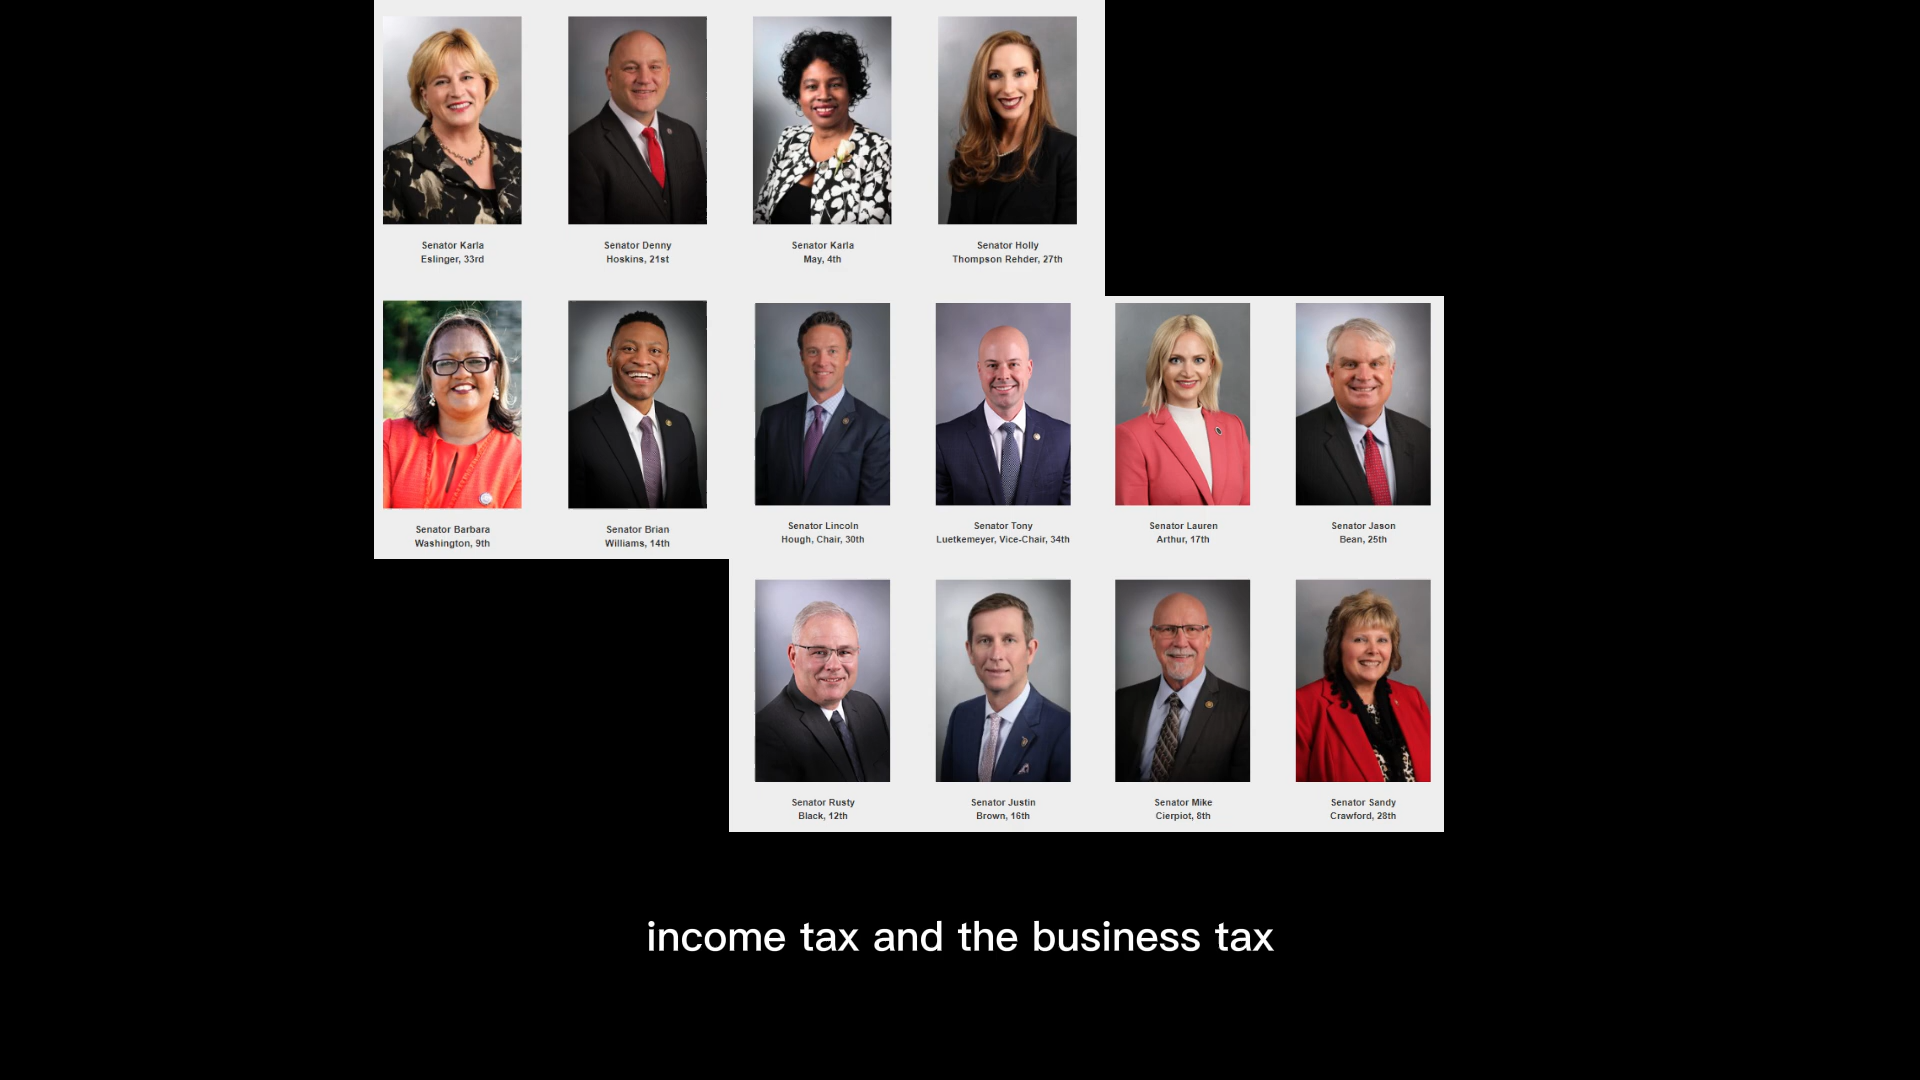 Senator Karla
Eslinger, 33rd
Senator Denny
Hoskins, 21st
Senator Karla
May, 4th
Senator Holly
Thompson Rehder, 27th
Senator Barbara
Washington, 9th
Senator Brian
Williams, 14th
Senator Lincoln
Hough, Chair, 30th
Senator Tony
Luetkemeyer, Vice-Chair, 34th
Senator Lauren
Arthur, 17th
Senator Jason
Bean, 25th
Senator Rusty
Black, 12th
Senator Justin
Brown, 16th
Senator Mike
Cierpiot, 8th
Senator Sandy
Crawford, 28th
income tax and the business tax